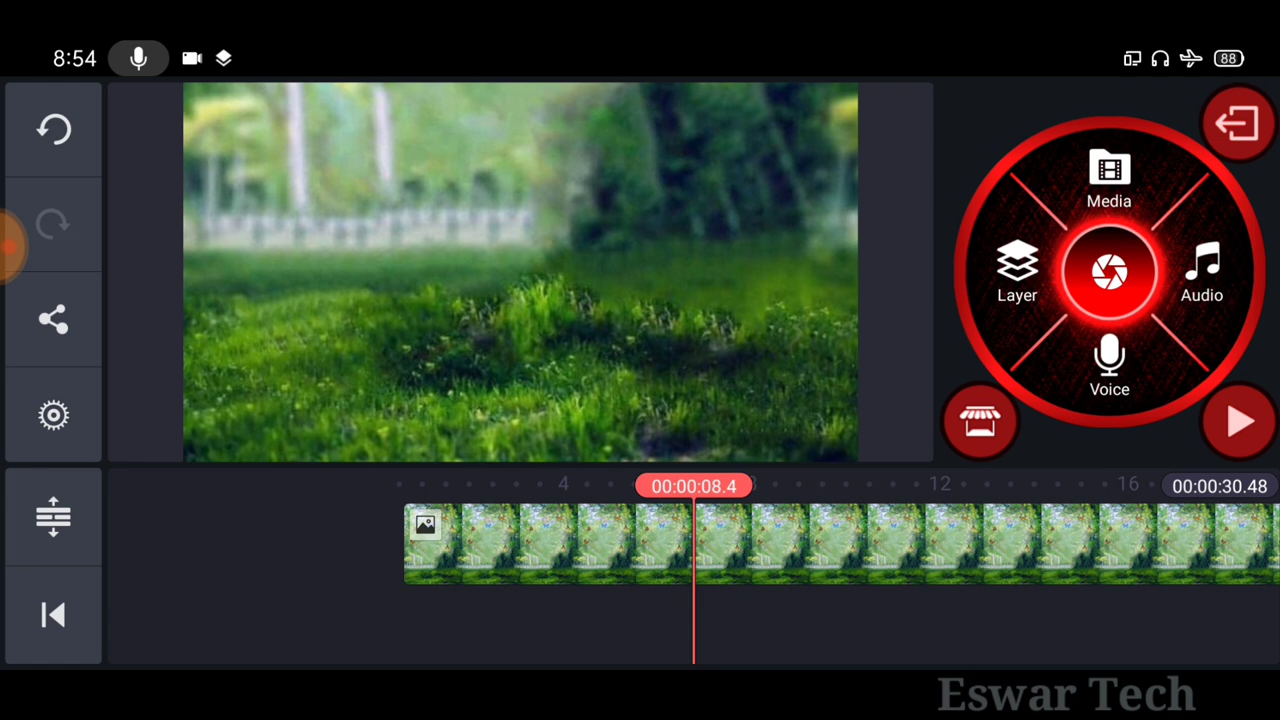 8:54
88
Media
Layer
Audio
Voice
4
00:00:08.4
12
16
00:00:30.48
Eswar Tech